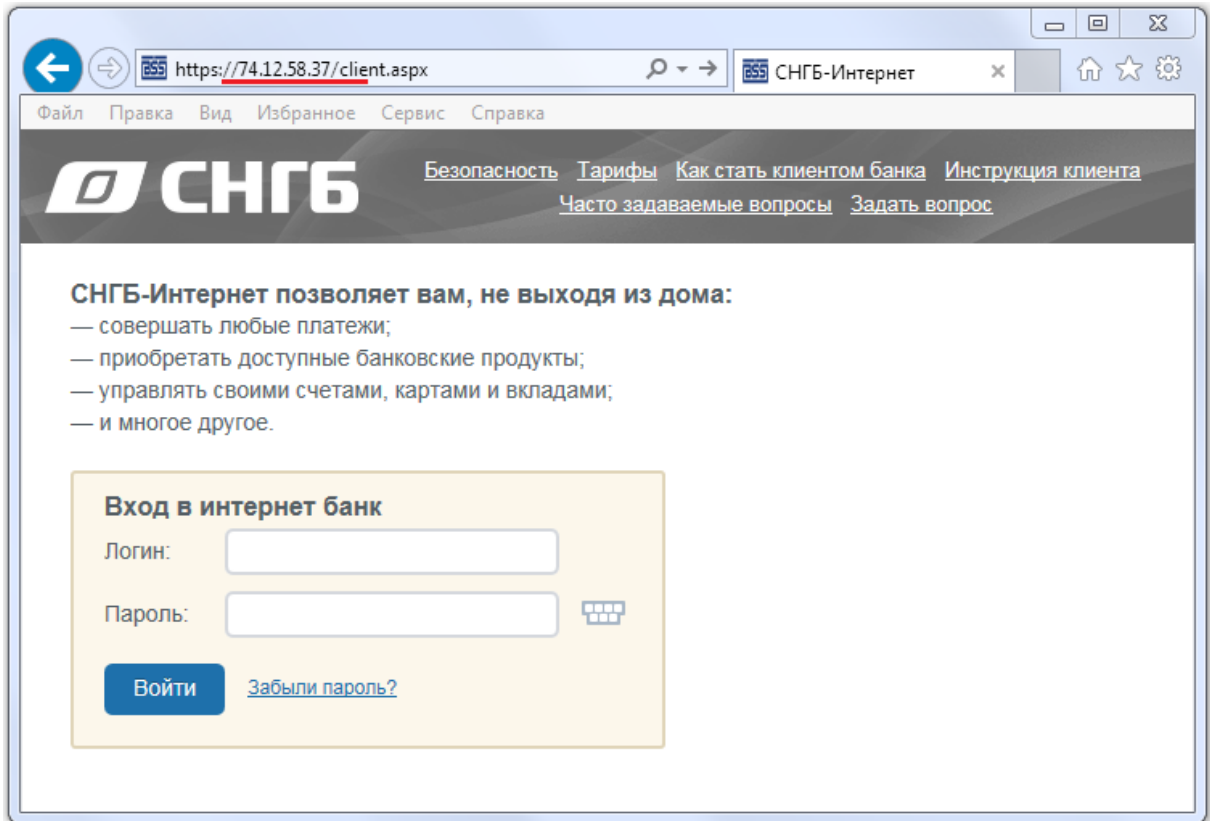 https://74.12.58.37/client.aspx
СНГБ-Интернет
Файл Правка Вид Избранное Сервис Справка
СНГБ
Безопасность Тарифы Как стать клиентом банка Инструкция клиента
Часто задаваемые вопросы Задать вопрос
СНГБ-Интернет позволяет вам, не выходя из дома:
— совершать любые платежи;
— приобретать доступные банковские продукты;
— управлять своими счетами, картами и вкладами;
— и многое другое.
Вход в интернет банк
Логин:
Пароль:
Войти Забыли пароль?